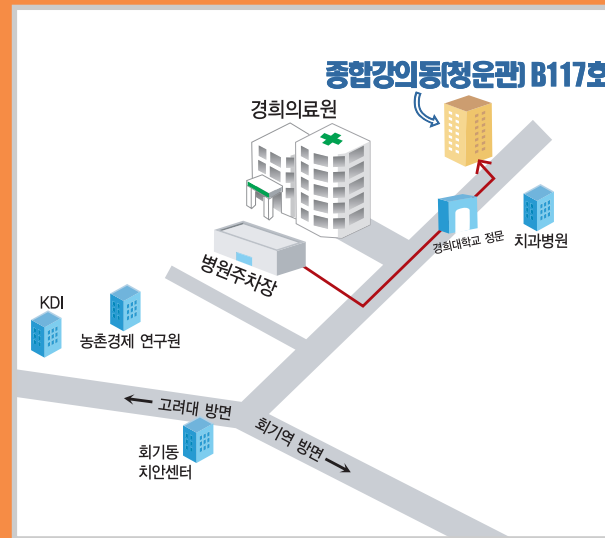 종합강의동(청운관) B117호
경희의료원
경희대학교 정문
치과병원
병원주차장
KDI
농촌경제 연구원
고려대 방면
회기역 방면
회기동
치안센터